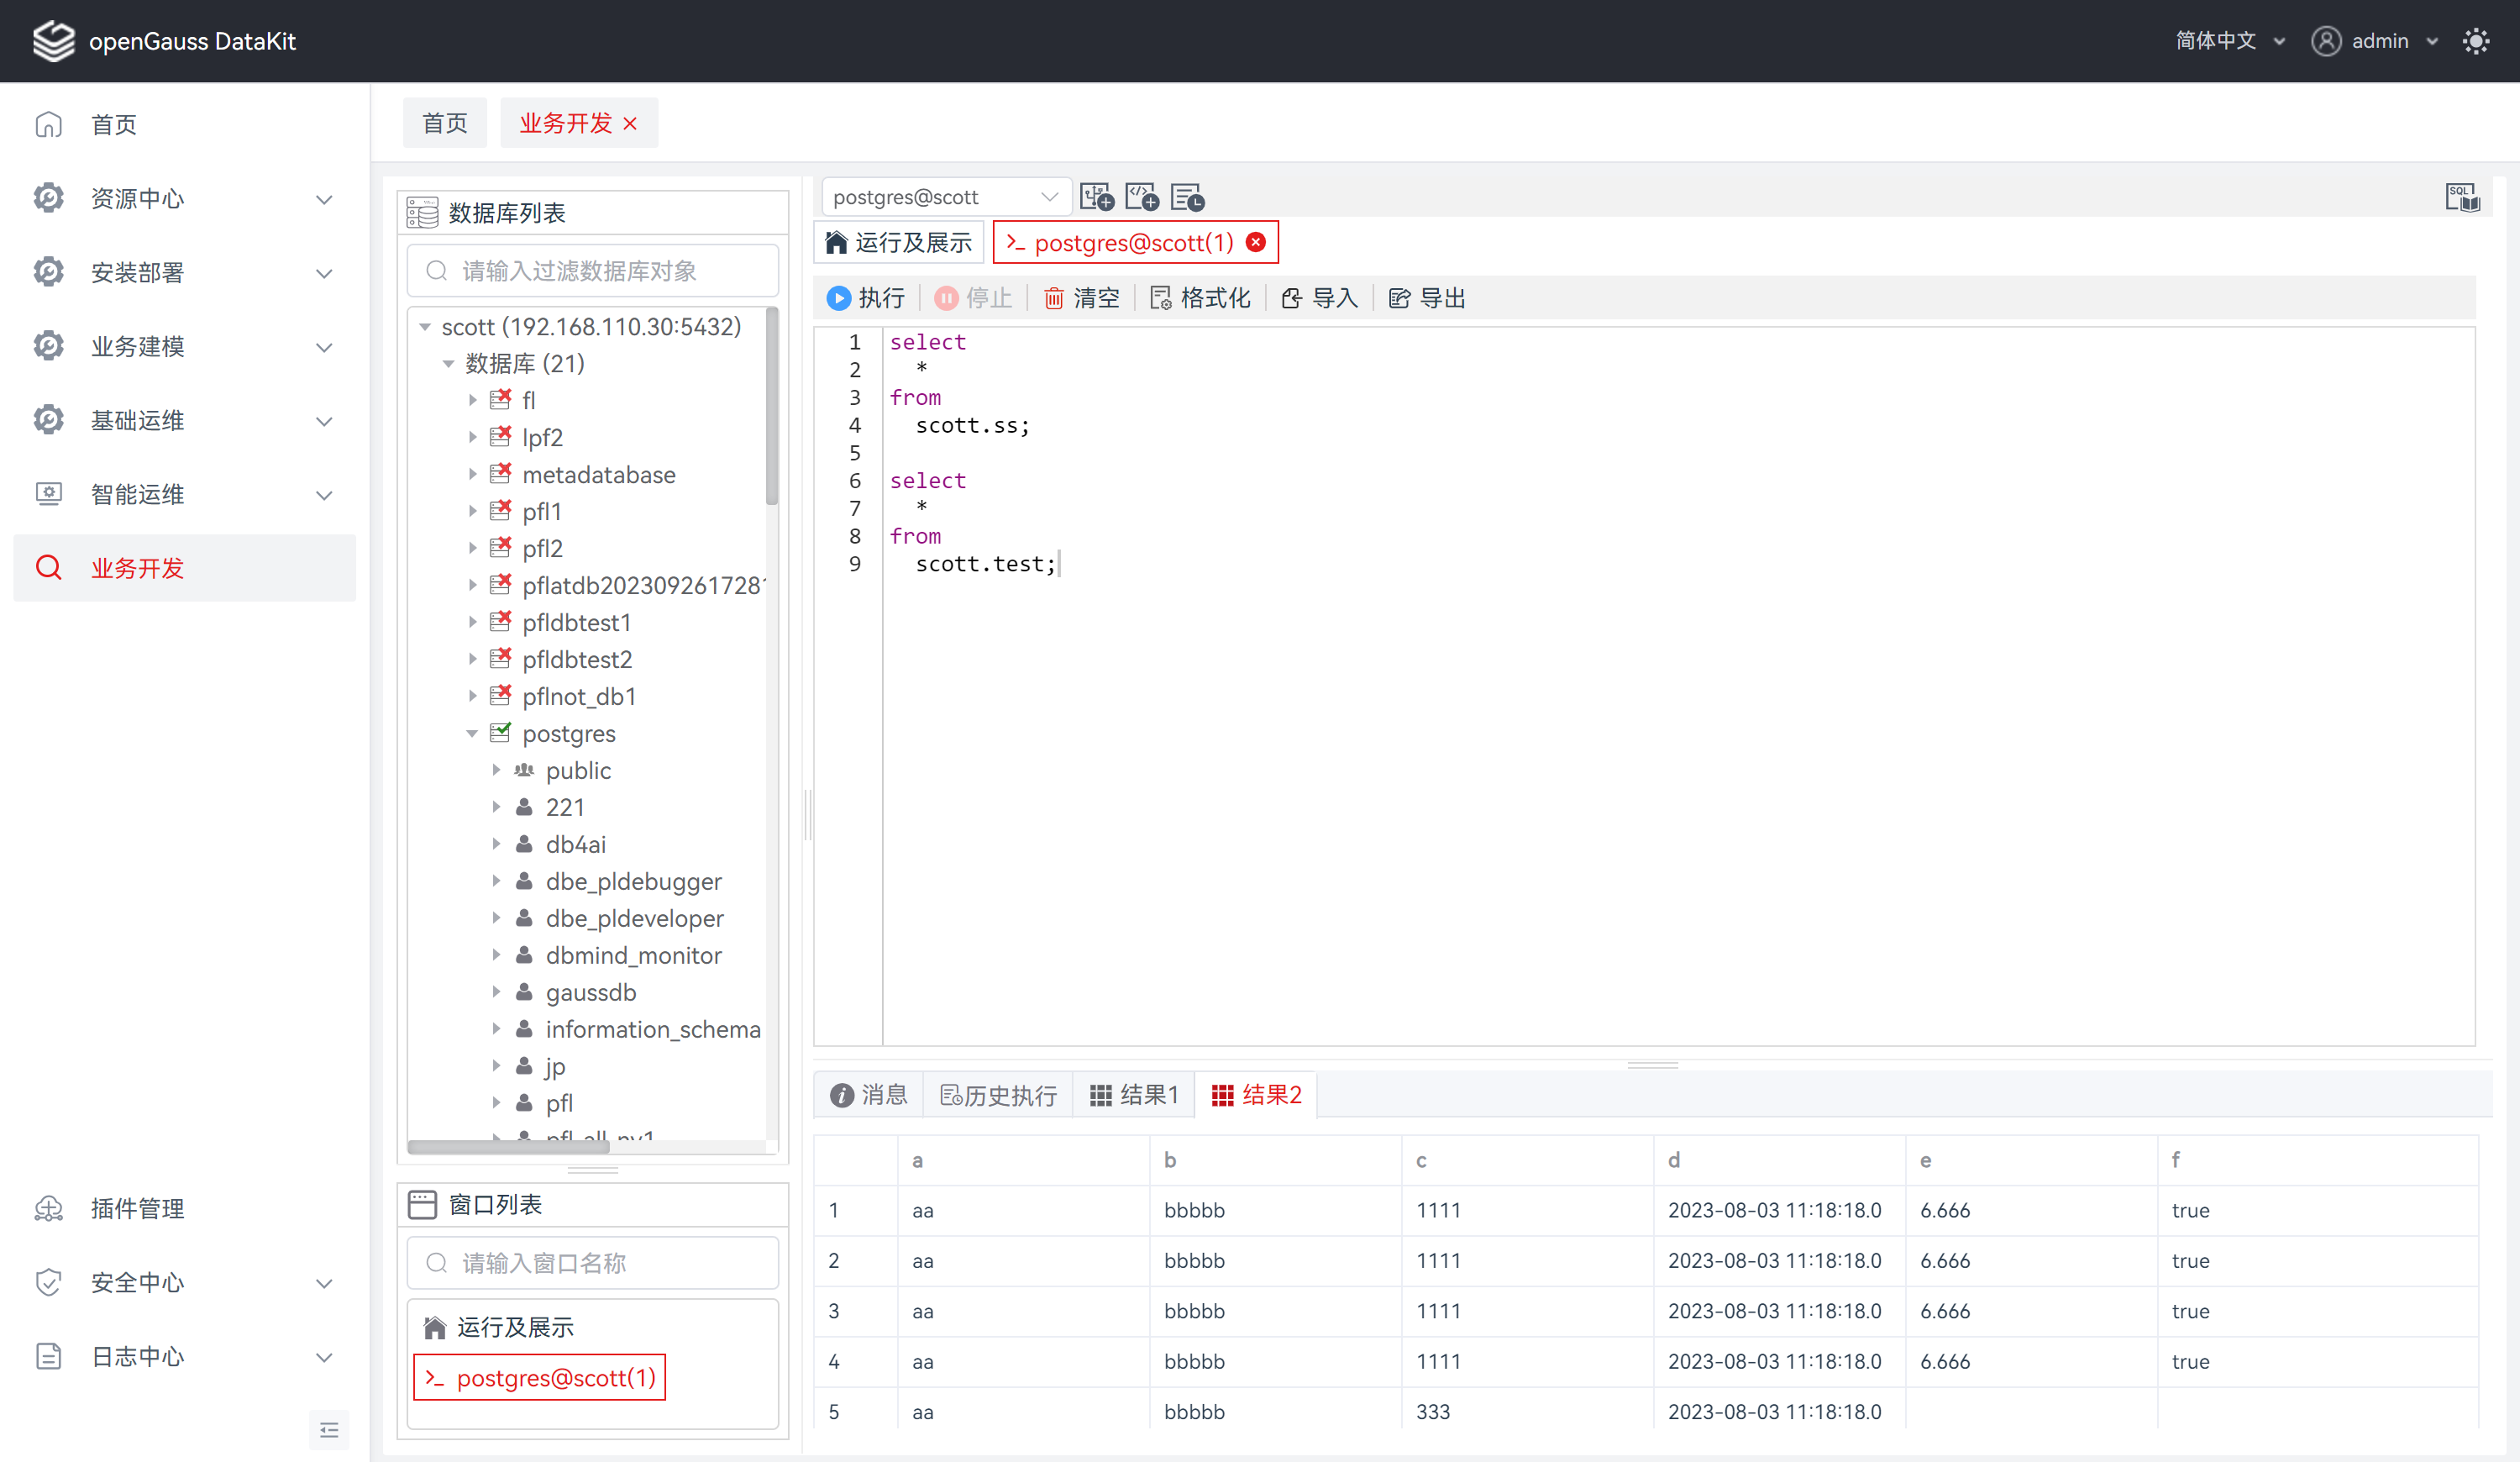 openGauss DataKit
简体中文
admin
首页
资源中心
安装部署
业务建模
基础运维
智能运维
业务开发
插件管理
安全中心
日志中心
首页
业务开发
数据库列表
请输入过滤数据库对象
scott (192.168.110.30:5432)
数据库 (21)
fl
lpf2
metadatabase
pfl1
pfl2
pflatdb2023092617281
pfldbtest1
pfldbtest2
pflnot_db1
postgres
public
221
db4ai
dbe_pldebugger
dbe_pldeveloper
dbmind_monitor
gaussdb
information_schema
jp
pfl
窗口列表
请输入窗口名称
运行及展示
postgres@scott(1)
postgres@scott
SQL
运行及展示
postgres@scott(1)
执行
停止
清空
格式化
导入
导出
1 select
2 *
3 from
4 scott.ss;
5
6 select
7 *
8 from
9 scott.test;
消息
历史执行
结果1
结果2
a b c d e f
1 aa bbbbb 1111 2023-08-03 11:18:18.0 6.666 true
2 aa bbbbb 1111 2023-08-03 11:18:18.0 6.666 true
3 aa bbbbb 1111 2023-08-03 11:18:18.0 6.666 true
4 aa bbbbb 1111 2023-08-03 11:18:18.0 6.666 true
5 aa bbbbb 333 2023-08-03 11:18:18.0